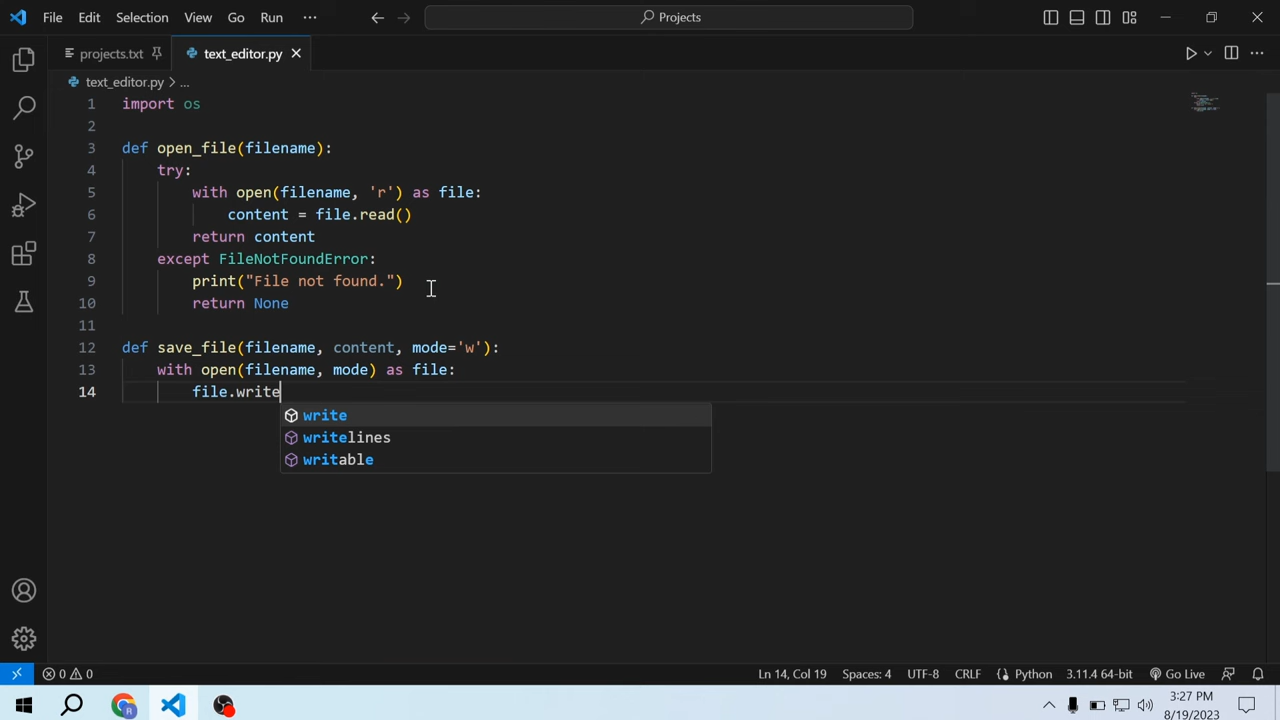 File Edit Selection View Go Run ··· Projects
projects.txt text_editor.py
text_editor.py > ...
1 import os
2
3 def open_file(filename):
4 try:
5 with open(filename, 'r') as file:
6 content = file.read()
7 return content
8 except FileNotFoundError:
9 print("File not found.")
10 return None
11
12 def save_file(filename, content, mode='w'):
13 with open(filename, mode) as file:
14 file.write
write
writelines
writable
0 0 Ln 14, Col 19 Spaces: 4 UTF-8 CRLF Python 3.11.4 64-bit Go Live
R
3:27 PM
8/19/2023